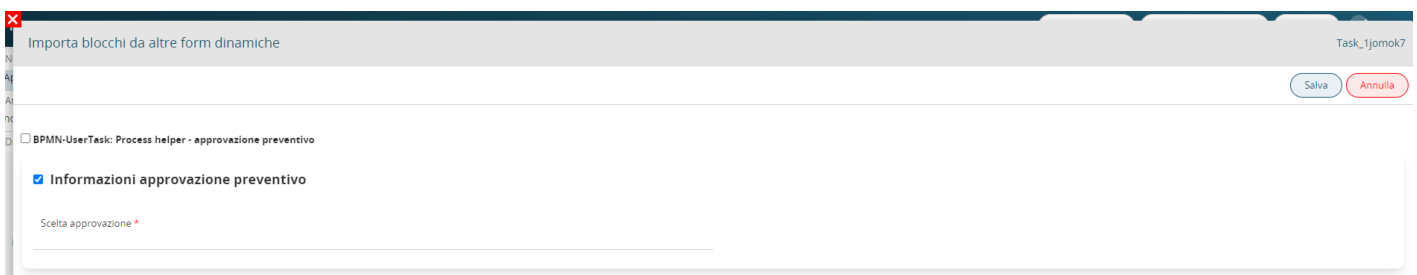 Importa blocchi da altre form dinamiche
Task_1jomok7
Salva
Annulla
BPMN-UserTask: Process helper - approvazione preventivo
Informazioni approvazione preventivo
Scelta approvazione *